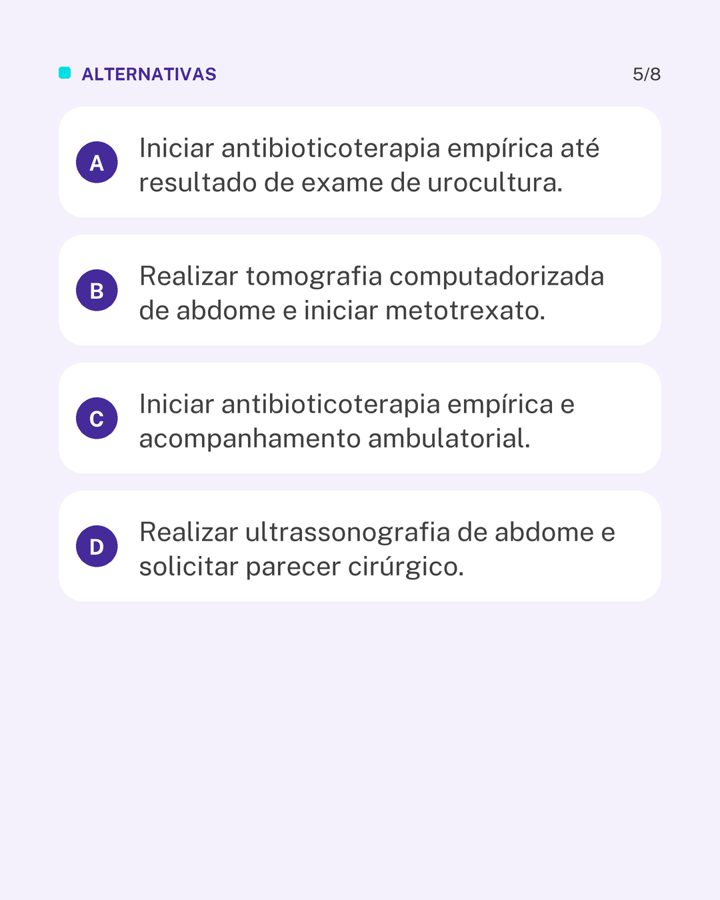 ALTERNATIVAS
5/8
A
Iniciar antibioticoterapia empírica até
resultado de exame de urocultura.
B
Realizar tomografia computadorizada
de abdome e iniciar metotrexato.
C
Iniciar antibioticoterapia empírica e
acompanhamento ambulatorial.
D
Realizar ultrassonografia de abdome e
solicitar parecer cirúrgico.